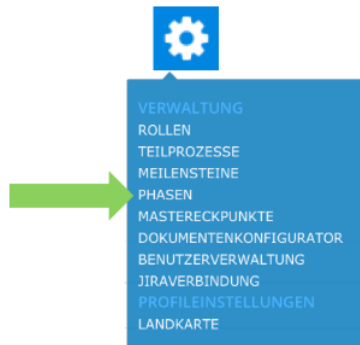 VERWALTUNG
ROLLEN
TEILPROZESSE
MEILENSTEINE
PHASEN
MASTERECKPUNKTE
DOKUMENTENKONFIGURATOR
BENUTZERVERWALTUNG
JIRAVERBINDUNG
PROFILEINSTELLUNGEN
LANDKARTE